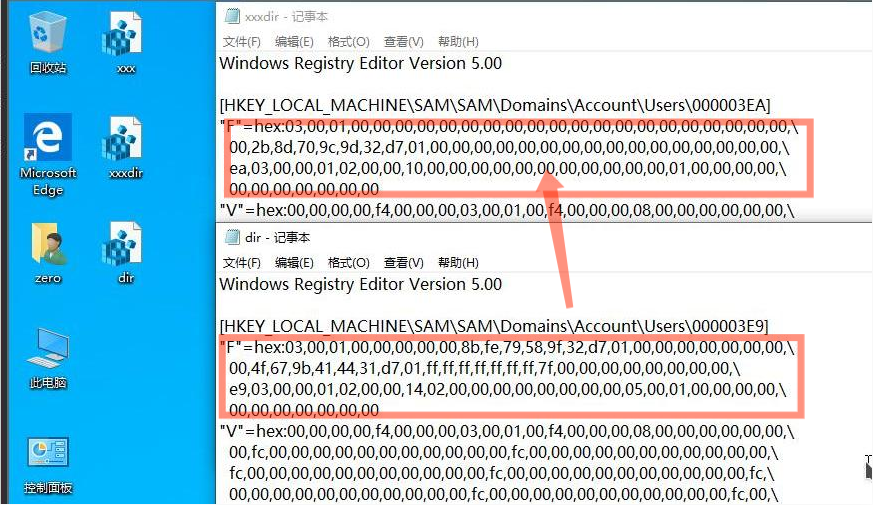 回收站
xxx
Microsoft
Edge
xxxdir
zero
dir
此电脑
控制面板
xxxdir - 记事本
文件(F) 编辑(E) 格式(O) 查看(V) 帮助(H)
Windows Registry Editor Version 5.00
[HKEY_LOCAL_MACHINE\SAM\SAM\Domains\Account\Users\000003EA]
"F"=hex:03,00,01,00,00,00,00,00,00,00,00,00,00,00,00,00,00,00,00,00,00,00,00,\
00,2b,8d,70,9c,9d,32,d7,01,00,00,00,00,00,00,00,00,00,00,00,00,00,00,00,00,\
ea,03,00,00,01,02,00,00,10,00,00,00,00,00,00,00,00,00,00,00,01,00,00,00,00,\
00,00,00,00,00,00,00
"V"=hex:00,00,00,00,f4,00,00,00,03,00,01,00,f4,00,00,00,08,00,00,00,00,00,00,\
dir - 记事本
文件(F) 编辑(E) 格式(O) 查看(V) 帮助(H)
Windows Registry Editor Version 5.00
[HKEY_LOCAL_MACHINE\SAM\SAM\Domains\Account\Users\000003E9]
"F"=hex:03,00,01,00,00,00,00,00,8b,fe,79,58,9f,32,d7,01,00,00,00,00,00,00,00,\
00,4f,67,9b,41,44,31,d7,01,ff,ff,ff,ff,ff,ff,ff,7f,00,00,00,00,00,00,00,00,\
e9,03,00,00,01,02,00,00,14,02,00,00,00,00,00,00,00,00,05,00,01,00,00,00,00,\
00,00,00,00,00,00,00
"V"=hex:00,00,00,00,f4,00,00,00,03,00,01,00,f4,00,00,00,08,00,00,00,00,00,00,\
00,fc,00,00,00,00,00,00,00,00,00,00,00,fc,00,00,00,00,00,00,00,00,00,00,00,\
fc,00,00,00,00,00,00,00,00,00,00,00,fc,00,00,00,00,00,00,00,00,00,00,00,fc,\
00,00,00,00,00,00,00,00,00,00,00,fc,00,00,00,00,00,00,00,00,00,00,00,fc,00,\